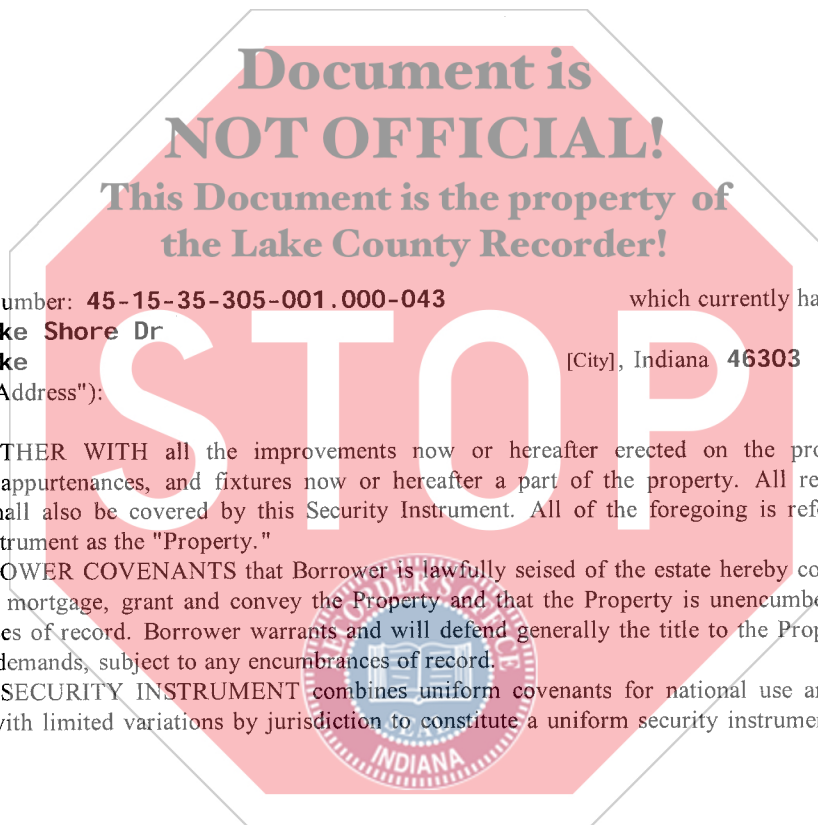 Document is
NOT OFFICIAL!
This Document is the property of
the Lake County Recorder!
STOP
umber: 45-15-35-305-001.000-043 which currently ha
ke Shore Dr
ke [City], Indiana 46303
Address"):
THER WITH all the improvements now or hereafter erected on the pro
appurtenances, and fixtures now or hereafter a part of the property. All re
all also be covered by this Security Instrument. All of the foregoing is refe
trument as the "Property."
OWER COVENANTS that Borrower is lawfully seised of the estate hereby co
mortgage, grant and convey the Property and that the Property is unencumbe
es of record. Borrower warrants and will defend generally the title to the Prop
demands, subject to any encumbrances of record.
SECURITY INSTRUMENT combines uniform covenants for national use an
with limited variations by jurisdiction to constitute a uniform security instrume
RECORDER'S OFFICE
SEAL
INDIANA